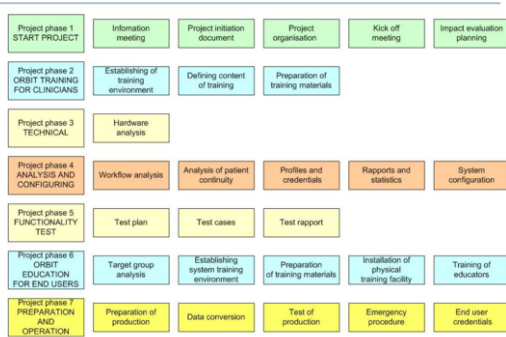 Project phase 1
START PROJECT
Infomation
meeting
Project initiation
document
Project
organisation
Kick off
meeting
Impact evaluation
planning
Project phase 2
ORBIT TRAINING
FOR CLINICIANS
Establishing of
training
environment
Defining content
of training
Preparation of
training materials
Project phase 3
TECHNICAL
Hardware
analysis
Project phase 4
ANALYSIS AND
CONFIGURING
Workflow analysis
Analysis of patient
continuity
Profiles and
credentials
Rapports and
statistics
System
configuration
Project phase 5
FUNCTIONALITY
TEST
Test plan
Test cases
Test rapport
Project phase 6
ORBIT
EDUCATION
FOR END USERS
Target group
analysis
Establishing
system training
environment
Preparation
of training materials
Installation of
physical
training facility
Training of
educators
Project phase 7
PREPARATION
AND
OPERATION
Preparation of
production
Data conversion
Test of
production
Emergency
procedure
End user
credentials